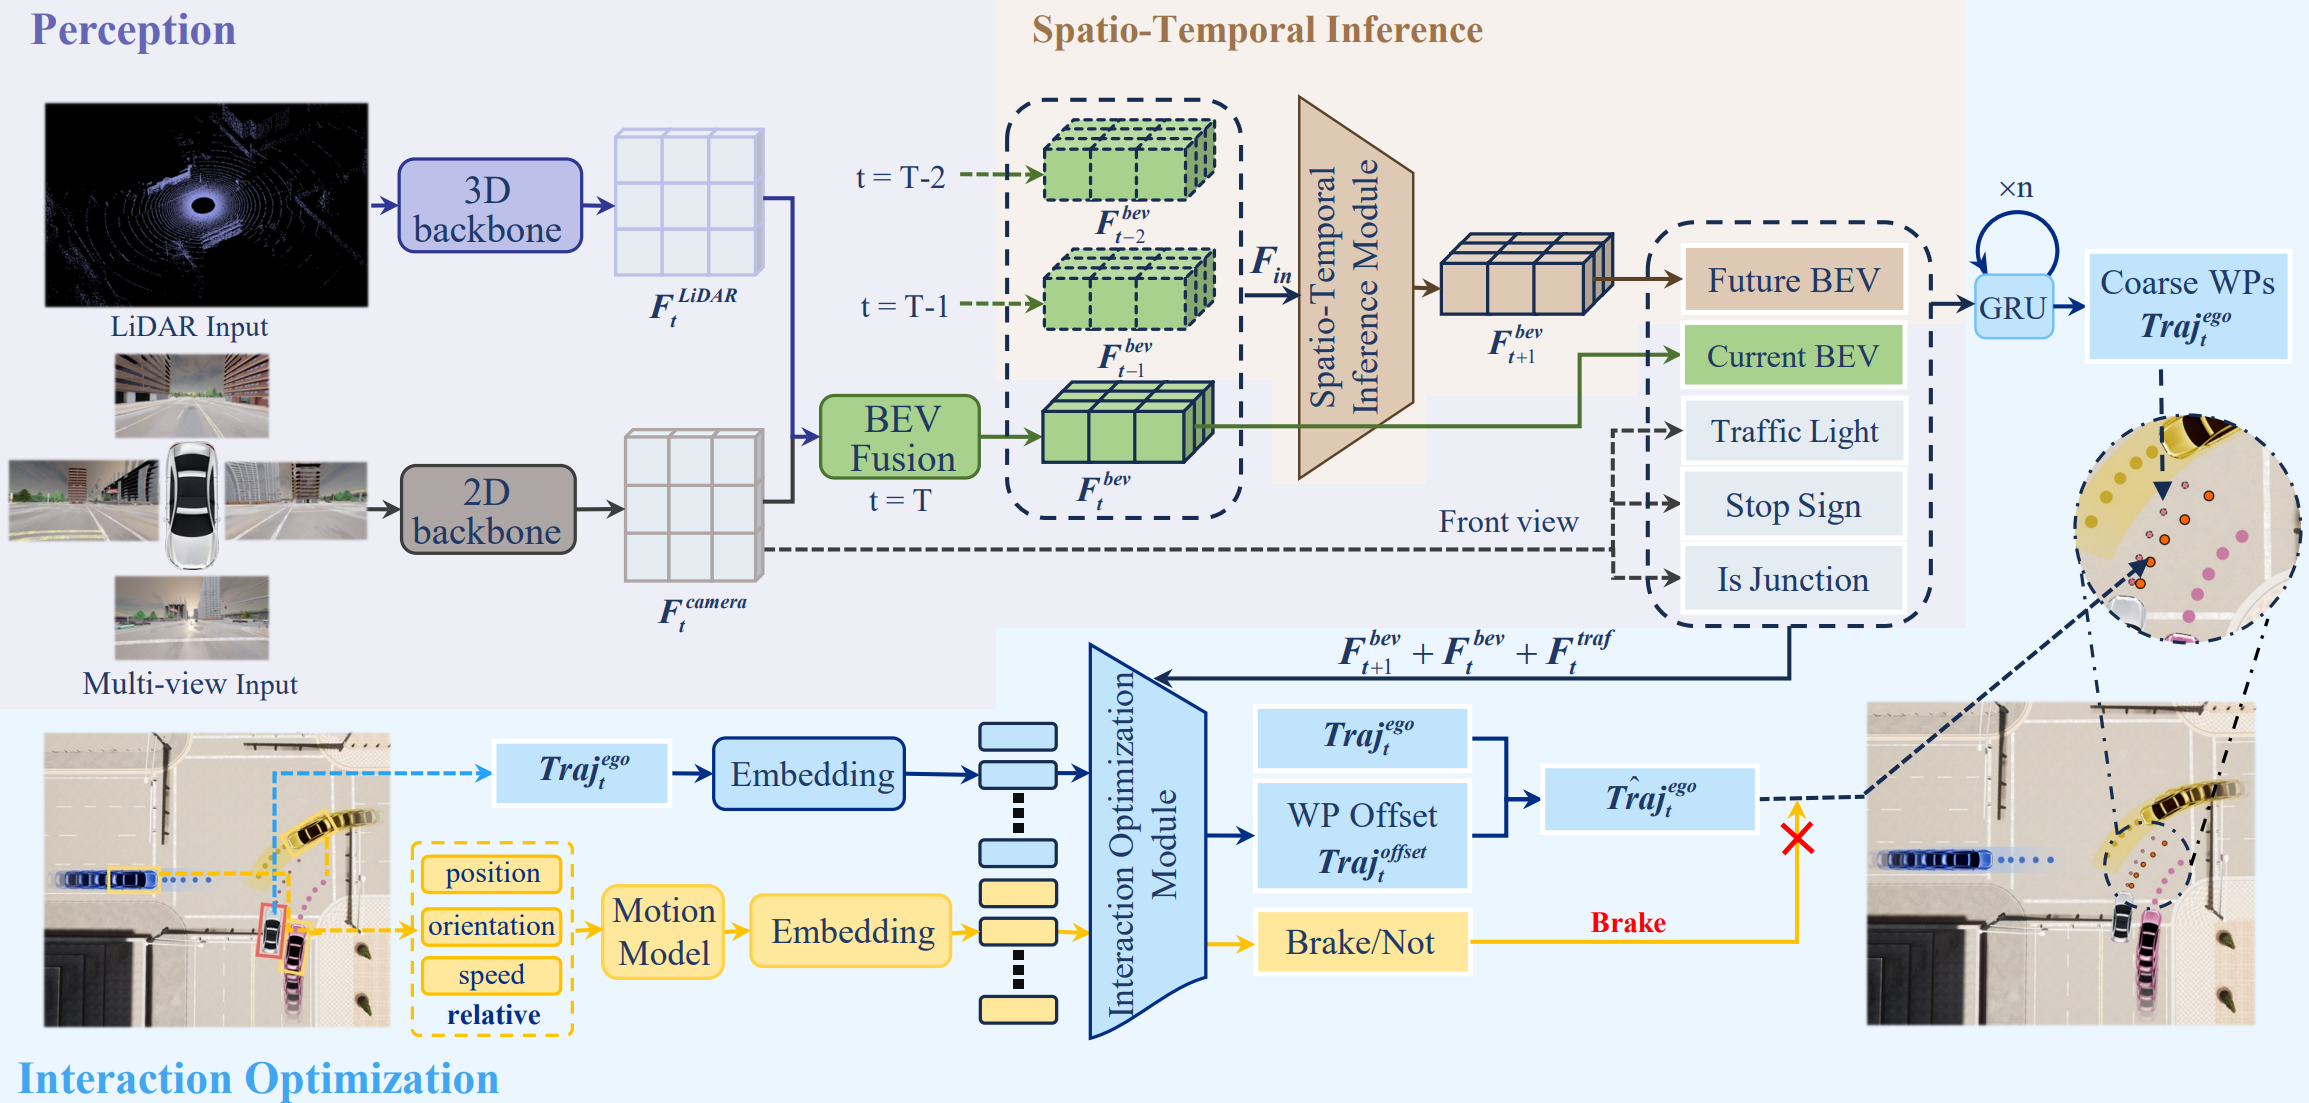 Perception
Spatio-Temporal Inference
LiDAR Input
3D
backbone
F_t^{LiDAR}
Multi-view Input
2D
backbone
F_t^{camera}
BEV
Fusion
t = T
t = T-2
F_{t-2}^{bev}
t = T-1
F_{t-1}^{bev}
F_t^{bev}
F_{in}
Spatio-Temporal
Inference Module
F_{t+1}^{bev}
Future BEV
Current BEV
Traffic Light
Stop Sign
Is Junction
Front view
×n
GRU
Coarse WPs
Traj_t^{ego}
F_{t+1}^{bev} + F_t^{bev} + F_t^{traf}
Traj_t^{ego}
Embedding
position
orientation
speed
relative
Motion
Model
Embedding
Interaction Optimization
Module
Traj_t^{ego}
WP Offset
Traj_t^{offset}
Brake/Not
Brake
\hat{Traj}_t^{ego}
Interaction Optimization